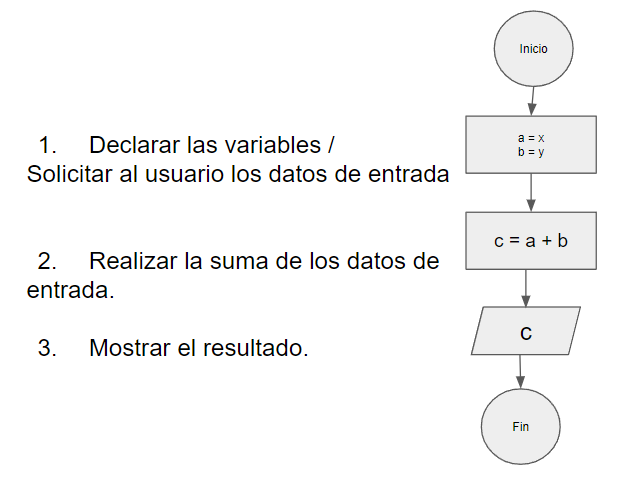 1. Declarar las variables /
Solicitar al usuario los datos de entrada
2. Realizar la suma de los datos de
entrada.
3. Mostrar el resultado.
Inicio
a = x
b = y
c = a + b
c
Fin